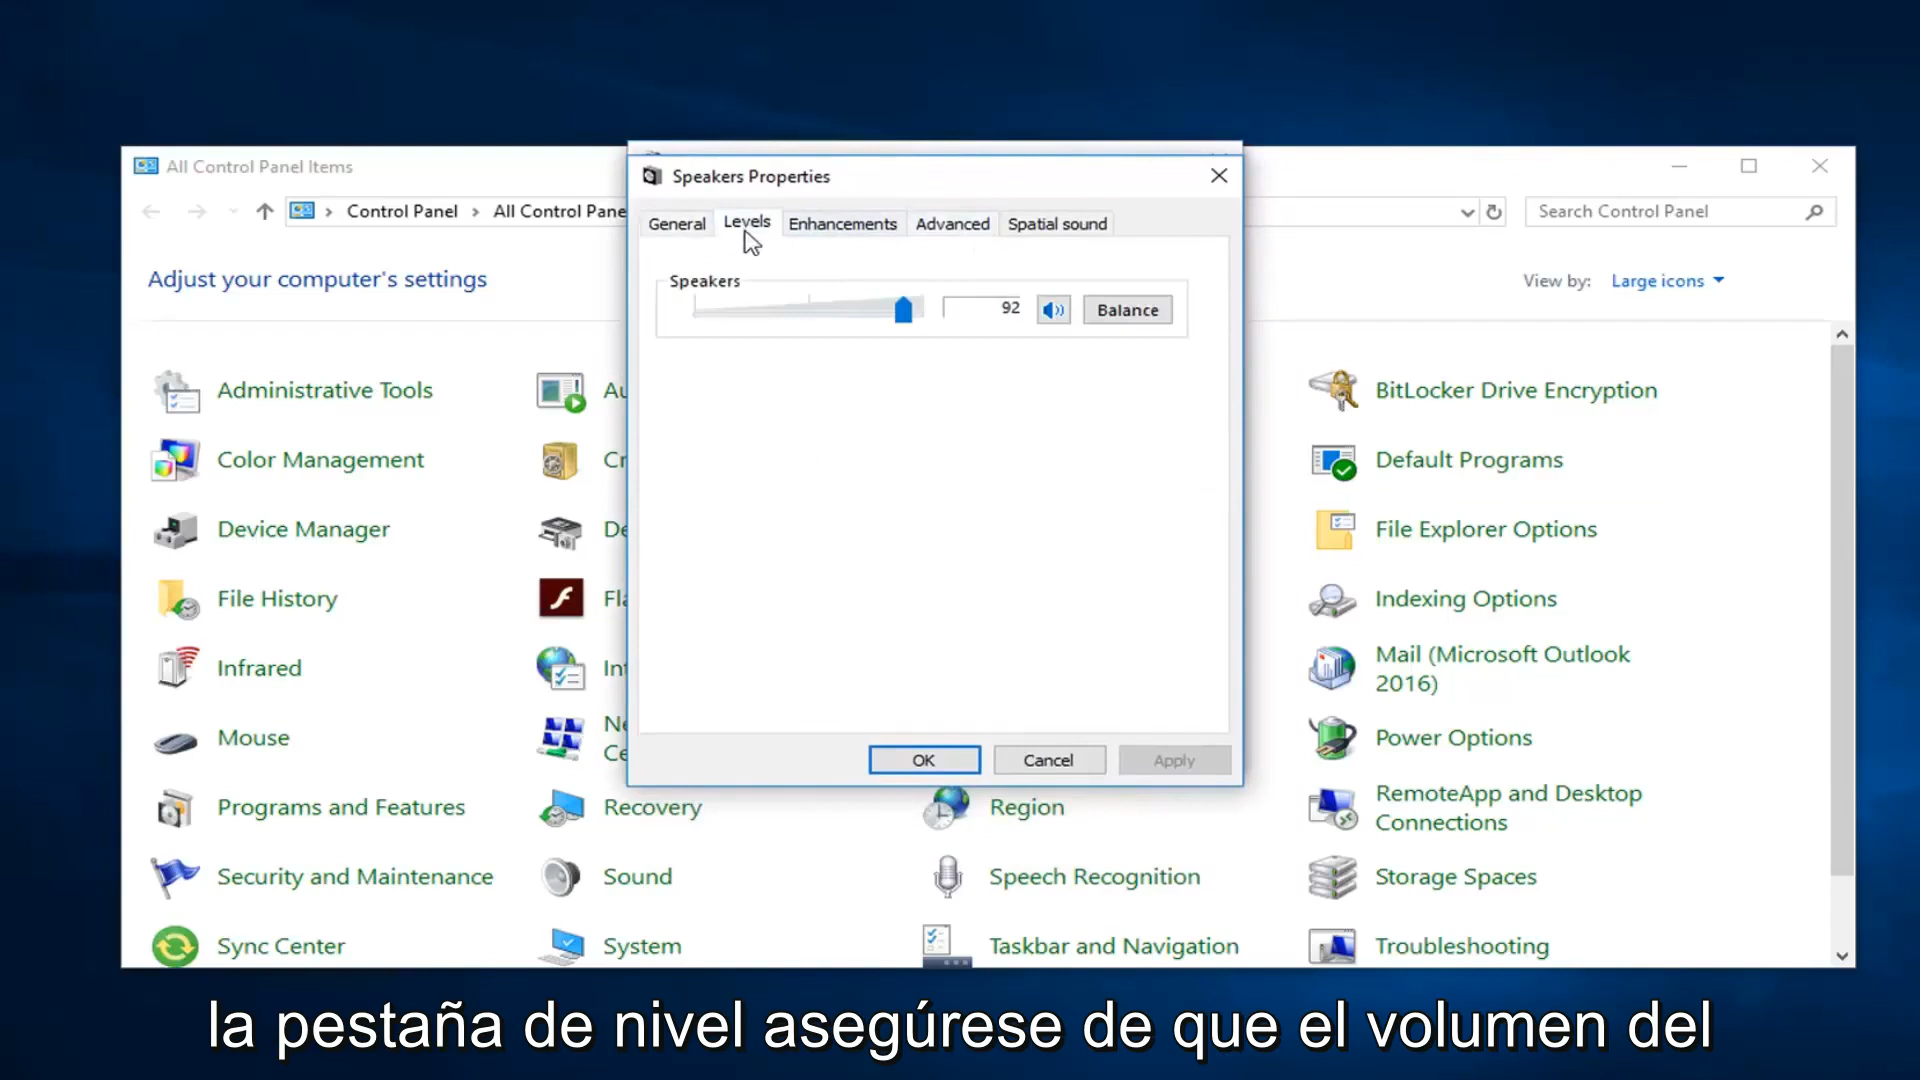 All Control Panel Items
Speakers Properties
Control Panel
All Control Pane
Search Control Panel
General
Levels
Enhancements
Advanced
Spatial sound
Adjust your computer's settings
View by:
Large icons
Speakers
92
Balance
Administrative Tools
Au
BitLocker Drive Encryption
Color Management
Cr
Default Programs
Device Manager
De
File Explorer Options
File History
Fla
Indexing Options
Infrared
Int
Mail (Microsoft Outlook
2016)
Mouse
Ne
Ce
Power Options
OK
Cancel
Apply
Programs and Features
Recovery
Region
RemoteApp and Desktop
Connections
Security and Maintenance
Sound
Speech Recognition
Storage Spaces
Sync Center
System
Taskbar and Navigation
Troubleshooting
la pestaña de nivel asegúrese de que el volumen del